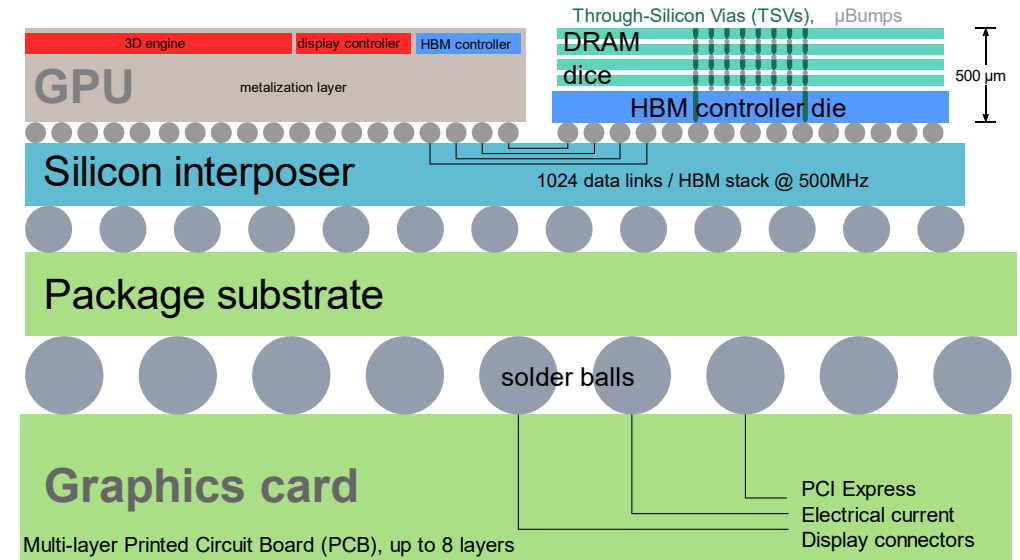 Through-Silicon Vias (TSVs), µBumps
3D engine
display controller
HBM controller
GPU
metalization layer
DRAM
dice
HBM controller die
500 µm
Silicon interposer
1024 data links / HBM stack @ 500MHz
Package substrate
solder balls
Graphics card
PCI Express
Electrical current
Display connectors
Multi-layer Printed Circuit Board (PCB), up to 8 layers